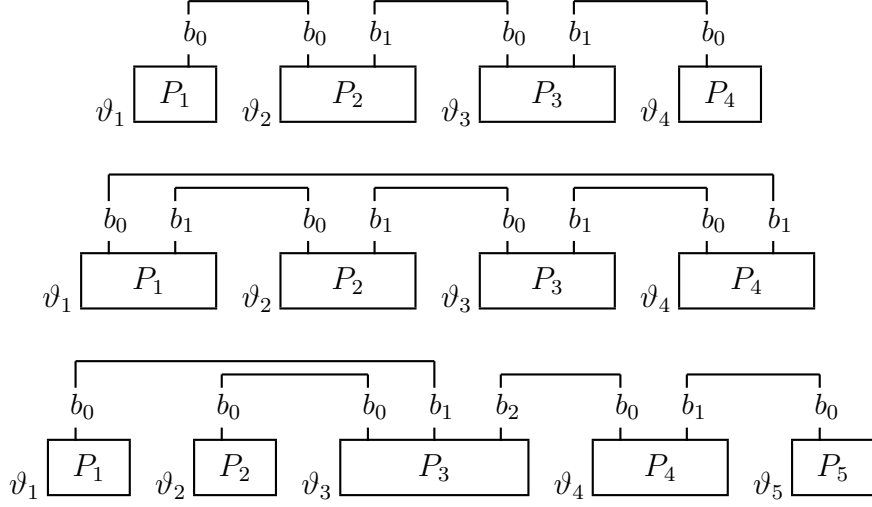 b₀ b₀ b₁ b₀ b₁ b₀
ϑ₁ P₁ ϑ₂ P₂ ϑ₃ P₃ ϑ₄ P₄
b₀ b₁ b₀ b₁ b₀ b₁ b₀ b₁
ϑ₁ P₁ ϑ₂ P₂ ϑ₃ P₃ ϑ₄ P₄
b₀ b₀ b₀ b₁ b₂ b₀ b₁ b₀
ϑ₁ P₁ ϑ₂ P₂ ϑ₃ P₃ ϑ₄ P₄ ϑ₅ P₅